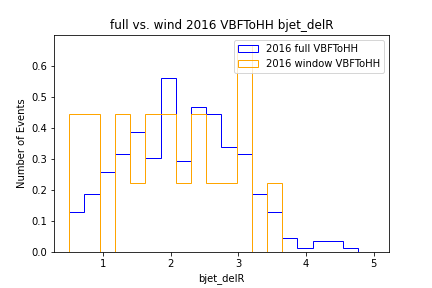 full vs. wind 2016 VBFToHH bjet_delR
2016 full VBFToHH
2016 window VBFToHH
Number of Events
0.6
0.5
0.4
0.3
0.2
0.1
0.0
1 2 3 4 5
bjet_delR